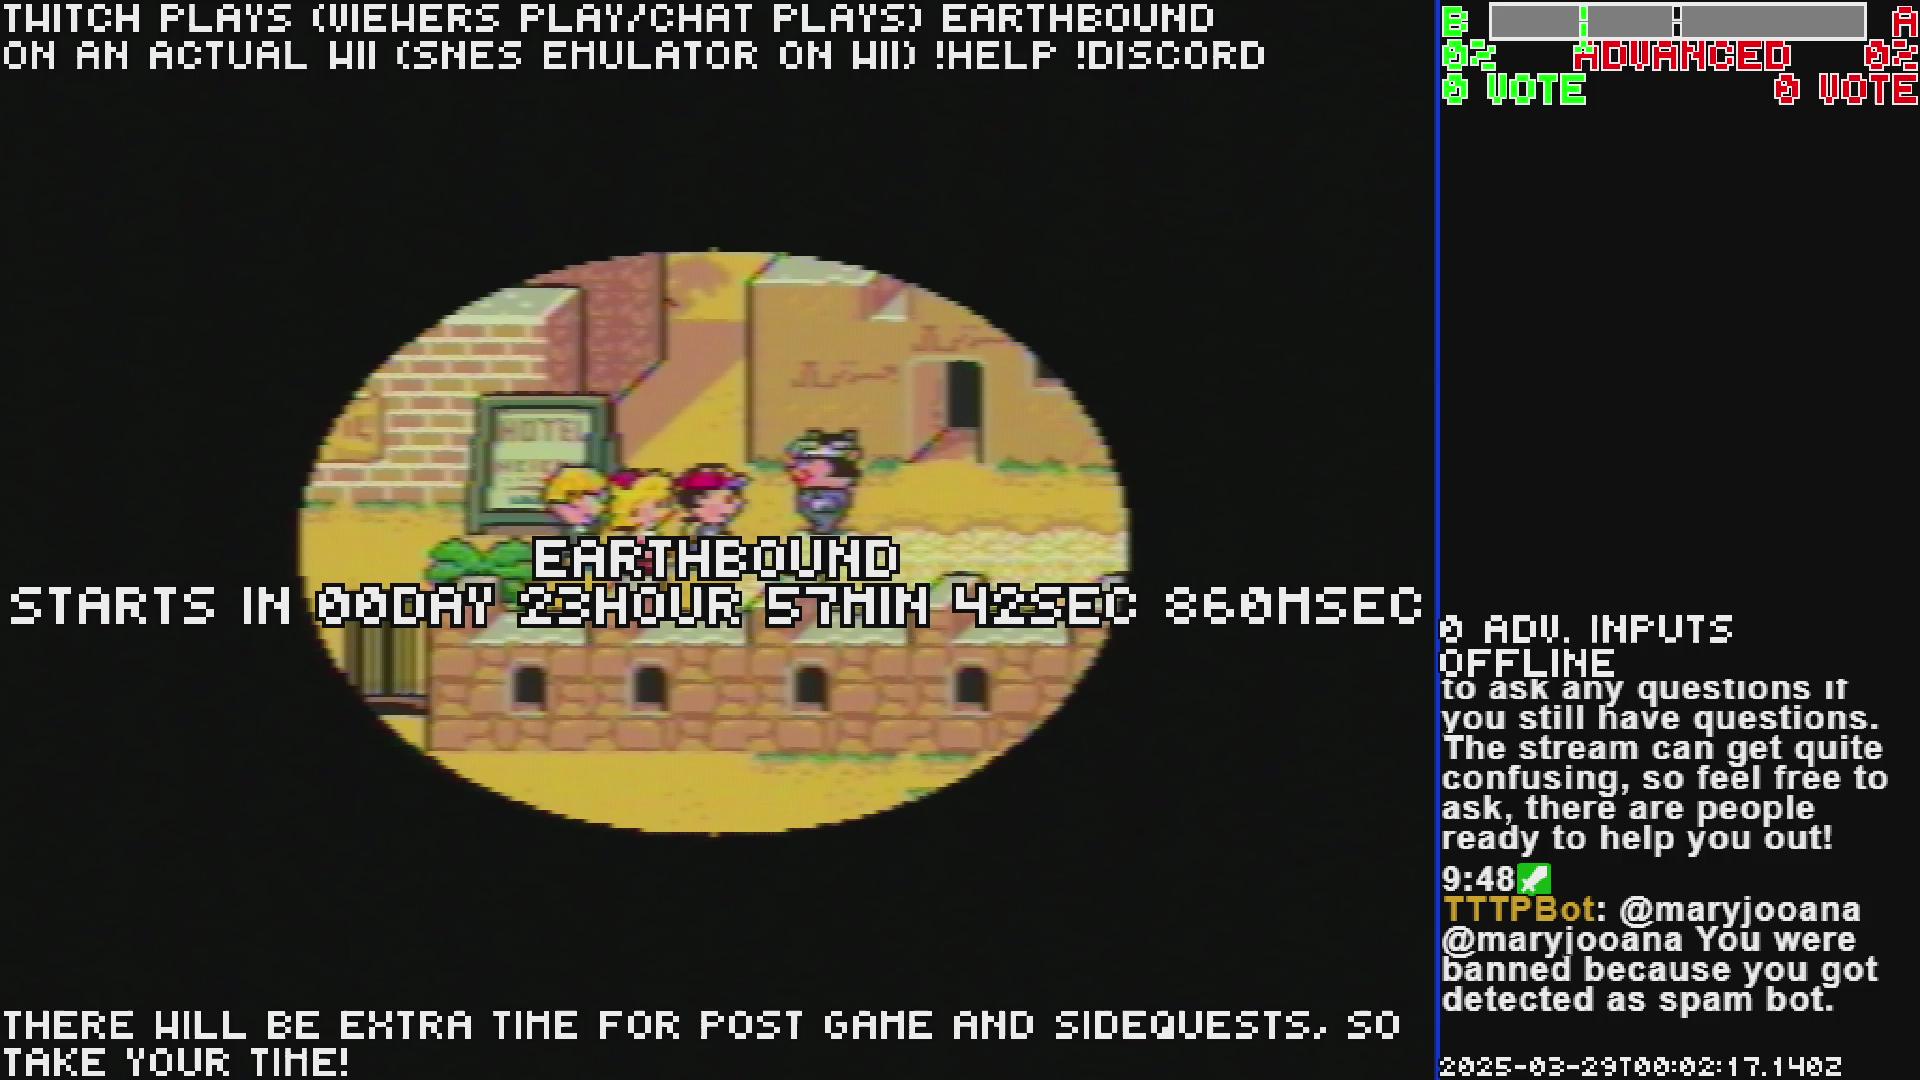 TWITCH PLAYS (VIEWERS PLAY/CHAT PLAYS) EARTHBOUND
ON AN ACTUAL WII (SNES EMULATOR ON WII) !HELP !DISCORD
B A
0% ADVANCED 0%
0 VOTE 0 VOTE
HOTEL
EARTHBOUND
STARTS IN 00DAY 23HOUR 57MIN 42SEC 860MSEC
0 ADV. INPUTS
OFFLINE
to ask any questions if
you still have questions.
The stream can get quite
confusing, so feel free to
ask, there are people
ready to help you out!
9:48
TTTPBot: @maryjooana
@maryjooana You were
banned because you got
detected as spam bot.
THERE WILL BE EXTRA TIME FOR POST GAME AND SIDEQUESTS, SO
TAKE YOUR TIME!
2025-03-29T00:02:17.140Z